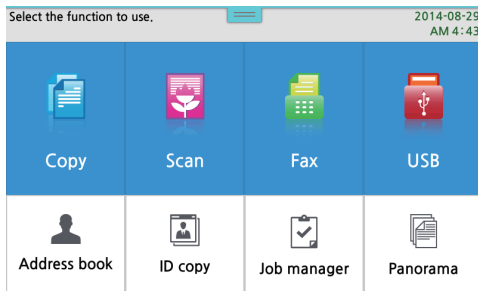 Select the function to use.
2014-08-29
AM 4:43
Copy
Scan
Fax
USB
Address book
ID copy
Job manager
Panorama